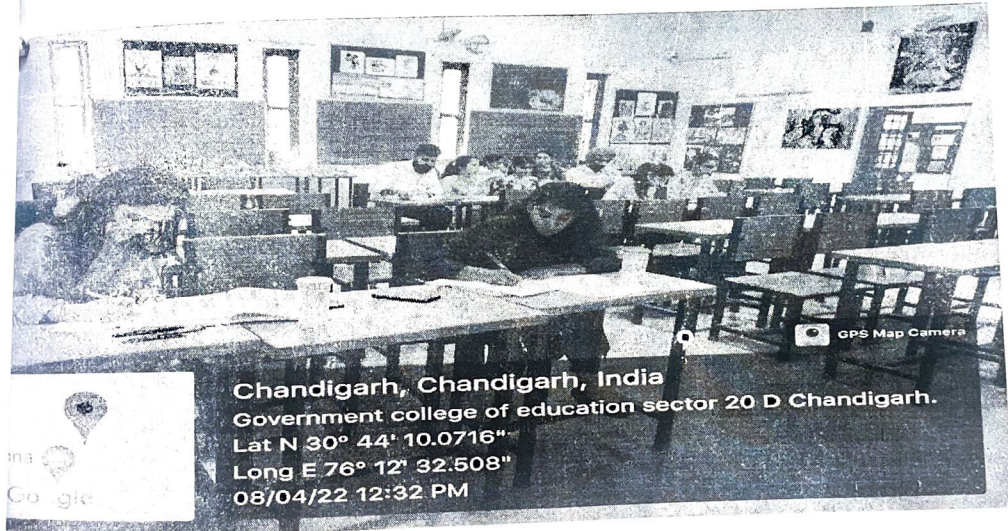 GPS Map Camera
Chandigarh, Chandigarh, India
Government college of education sector 20 D Chandigarh.
Lat N 30° 44' 10.0716"
Long E 76° 12" 32.508"
08/04/22 12:32 PM
na
Google